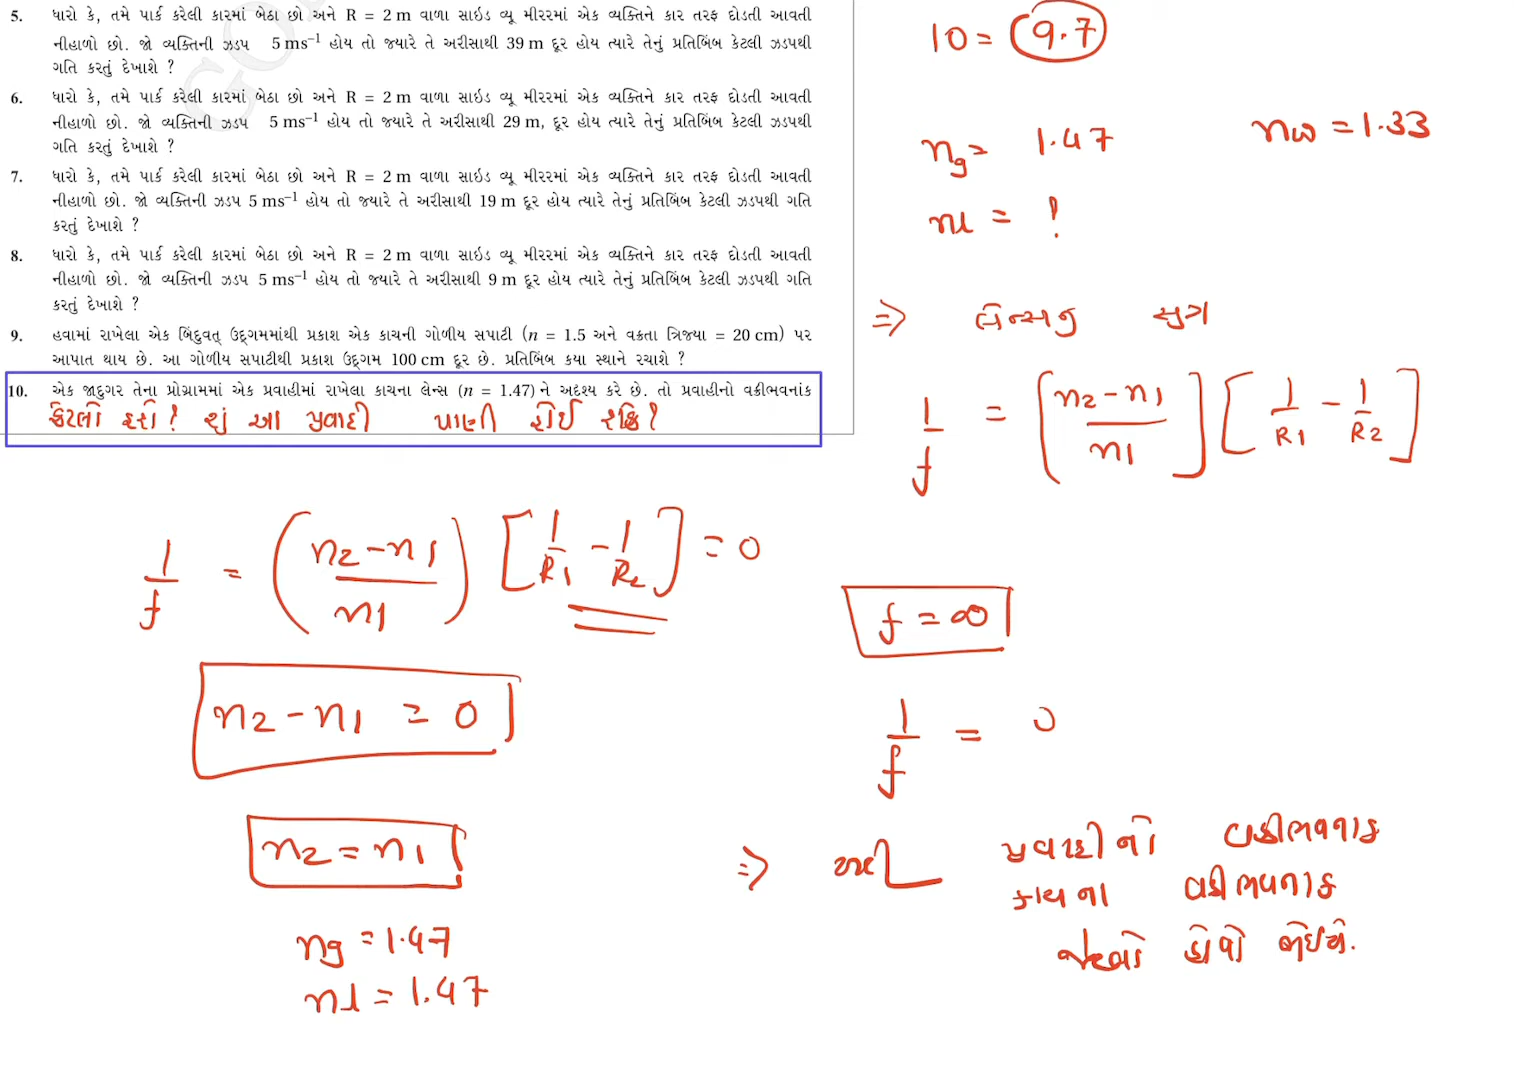 5. ધારો કે, તમે પાર્ક કરેલી કારમાં બેઠા છો અને R = 2 m વાળા સાઇડ વ્યૂ મીરરમાં એક વ્યક્તિને કાર તરફ દોડતી આવતી
નીહાળો છો. જો વ્યક્તિની ઝડપ 5 ms⁻¹ હોય તો જ્યારે તે અરીસાથી 39 m દૂર હોય ત્યારે તેનું પ્રતિબિંબ કેટલી ઝડપથી
ગતિ કરતું દેખાશે ?
6. ધારો કે, તમે પાર્ક કરેલી કારમાં બેઠા છો અને R = 2 m વાળા સાઇડ વ્યૂ મીરરમાં એક વ્યક્તિને કાર તરફ દોડતી આવતી
નીહાળો છો. જો વ્યક્તિની ઝડપ 5 ms⁻¹ હોય તો જ્યારે તે અરીસાથી 29 m, દૂર હોય ત્યારે તેનું પ્રતિબિંબ કેટલી ઝડપથી
ગતિ કરતું દેખાશે ?
7. ધારો કે, તમે પાર્ક કરેલી કારમાં બેઠા છો અને R = 2 m વાળા સાઇડ વ્યૂ મીરરમાં એક વ્યક્તિને કાર તરફ દોડતી આવતી
નીહાળો છો. જો વ્યક્તિની ઝડપ 5 ms⁻¹ હોય તો જ્યારે તે અરીસાથી 19 m દૂર હોય ત્યારે તેનું પ્રતિબિંબ કેટલી ઝડપથી ગતિ
કરતું દેખાશે ?
8. ધારો કે, તમે પાર્ક કરેલી કારમાં બેઠા છો અને R = 2 m વાળા સાઇડ વ્યૂ મીરરમાં એક વ્યક્તિને કાર તરફ દોડતી આવતી
નીહાળો છો. જો વ્યક્તિની ઝડપ 5 ms⁻¹ હોય તો જ્યારે તે અરીસાથી 9 m દૂર હોય ત્યારે તેનું પ્રતિબિંબ કેટલી ઝડપથી ગતિ
કરતું દેખાશે ?
9. હવામાં રાખેલા એક બિંદુવત્ ઉદ્ગમમાંથી પ્રકાશ એક કાચની ગોળીય સપાટી (n = 1.5 અને વક્રતા ત્રિજ્યા = 20 cm) પર
આપાત થાય છે. આ ગોળીય સપાટીથી પ્રકાશ ઉદ્ગમ 100 cm દૂર છે. પ્રતિબિંબ કયા સ્થાને રચાશે ?
10. એક જાદુગર તેના પ્રોગ્રામમાં એક પ્રવાહીમાં રાખેલા કાચના લેન્સ (n = 1.47) ને અદૃશ્ય કરે છે. તો પ્રવાહીનો વક્રીભવનાંક
કેટલો હશે? શું આ પ્રવાહી પાણી હોઈ શકે?
10 = 9.7
ng = 1.47 nω = 1.33
nl = ?
⇒ લેન્સનું સુત્ર
1/f = [(n2 - n1)/n1] [1/R1 - 1/R2]
f = ∞
1/f = 0
1/f = ((n2 - n1)/n1) [1/R1 - 1/R2] = 0
n2 - n1 = 0
n2 = n1
ng = 1.47
nl = 1.47
⇒ પ્રવાહીનો વક્રીભવનાંક
કાચના વક્રીભવનાંક
જેટલો હોવો જોઈએ.